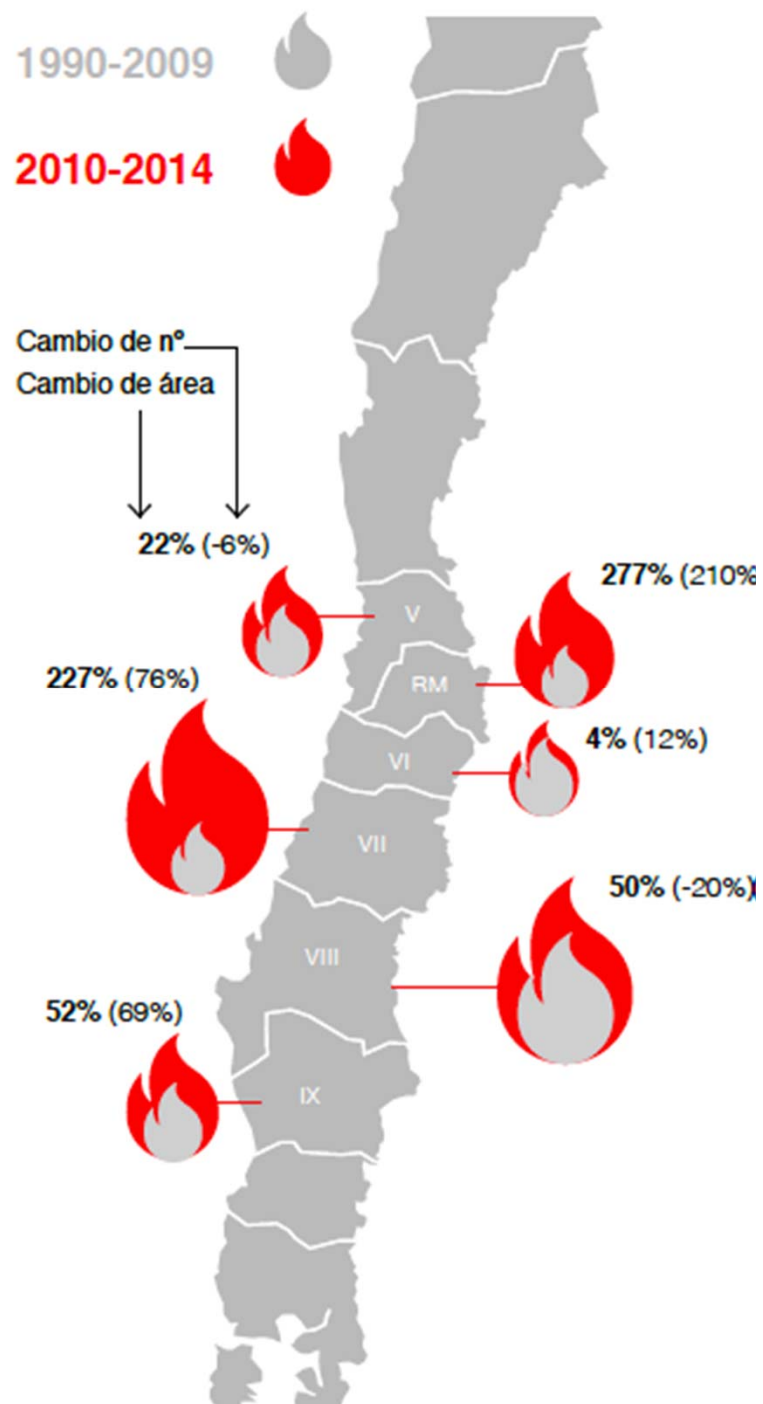 1990-2009
2010-2014
Cambio de nº
Cambio de área
22% (-6%)
277% (210%
V
227% (76%)
RM
4% (12%)
VI
VII
50% (-20%)
VIII
52% (69%)
IX